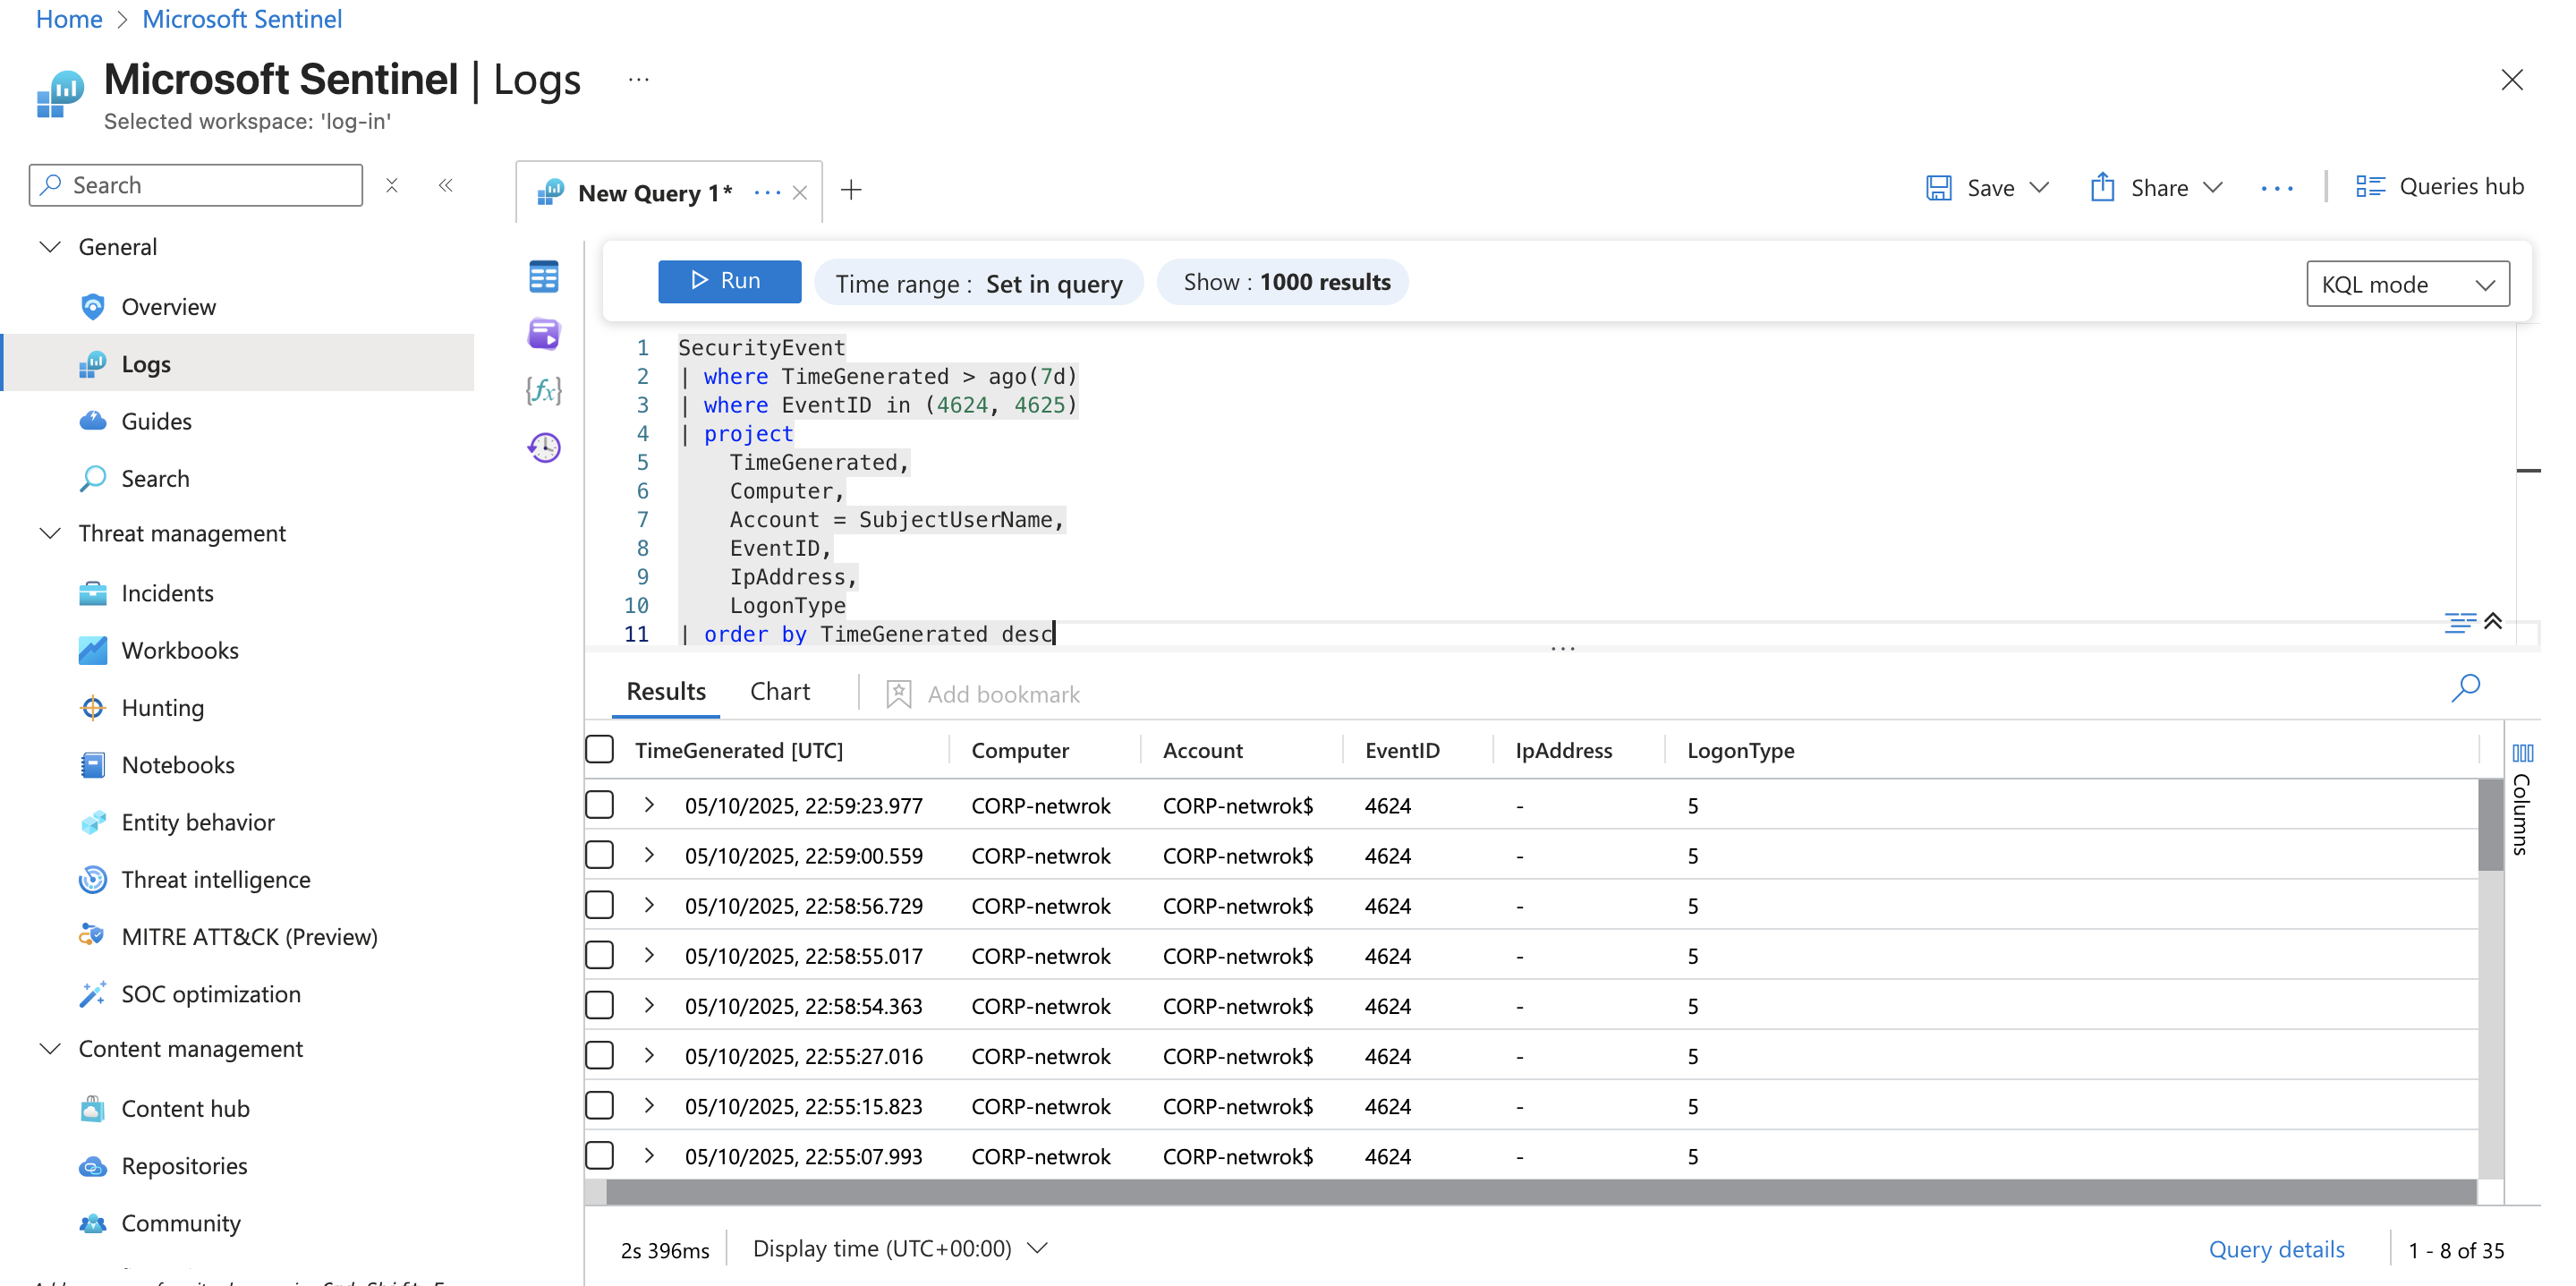 Home > Microsoft Sentinel
Microsoft Sentinel | Logs ...
Selected workspace: 'log-in'
Search
General
Overview
Logs
Guides
Search
Threat management
Incidents
Workbooks
Hunting
Notebooks
Entity behavior
Threat intelligence
MITRE ATT&CK (Preview)
SOC optimization
Content management
Content hub
Repositories
Community
New Query 1* ...
Save
Share
Queries hub
Run
Time range : Set in query
Show : 1000 results
KQL mode
1 SecurityEvent
2 | where TimeGenerated > ago(7d)
3 | where EventID in (4624, 4625)
4 | project
5 TimeGenerated,
6 Computer,
7 Account = SubjectUserName,
8 EventID,
9 IpAddress,
10 LogonType
11 | order by TimeGenerated desc
Results Chart Add bookmark
TimeGenerated [UTC] Computer Account EventID IpAddress LogonType
05/10/2025, 22:59:23.977 CORP-netwrok CORP-netwrok$ 4624 - 5
05/10/2025, 22:59:00.559 CORP-netwrok CORP-netwrok$ 4624 - 5
05/10/2025, 22:58:56.729 CORP-netwrok CORP-netwrok$ 4624 - 5
05/10/2025, 22:58:55.017 CORP-netwrok CORP-netwrok$ 4624 - 5
05/10/2025, 22:58:54.363 CORP-netwrok CORP-netwrok$ 4624 - 5
05/10/2025, 22:55:27.016 CORP-netwrok CORP-netwrok$ 4624 - 5
05/10/2025, 22:55:15.823 CORP-netwrok CORP-netwrok$ 4624 - 5
05/10/2025, 22:55:07.993 CORP-netwrok CORP-netwrok$ 4624 - 5
Columns
2s 396ms Display time (UTC+00:00)
Query details 1 - 8 of 35